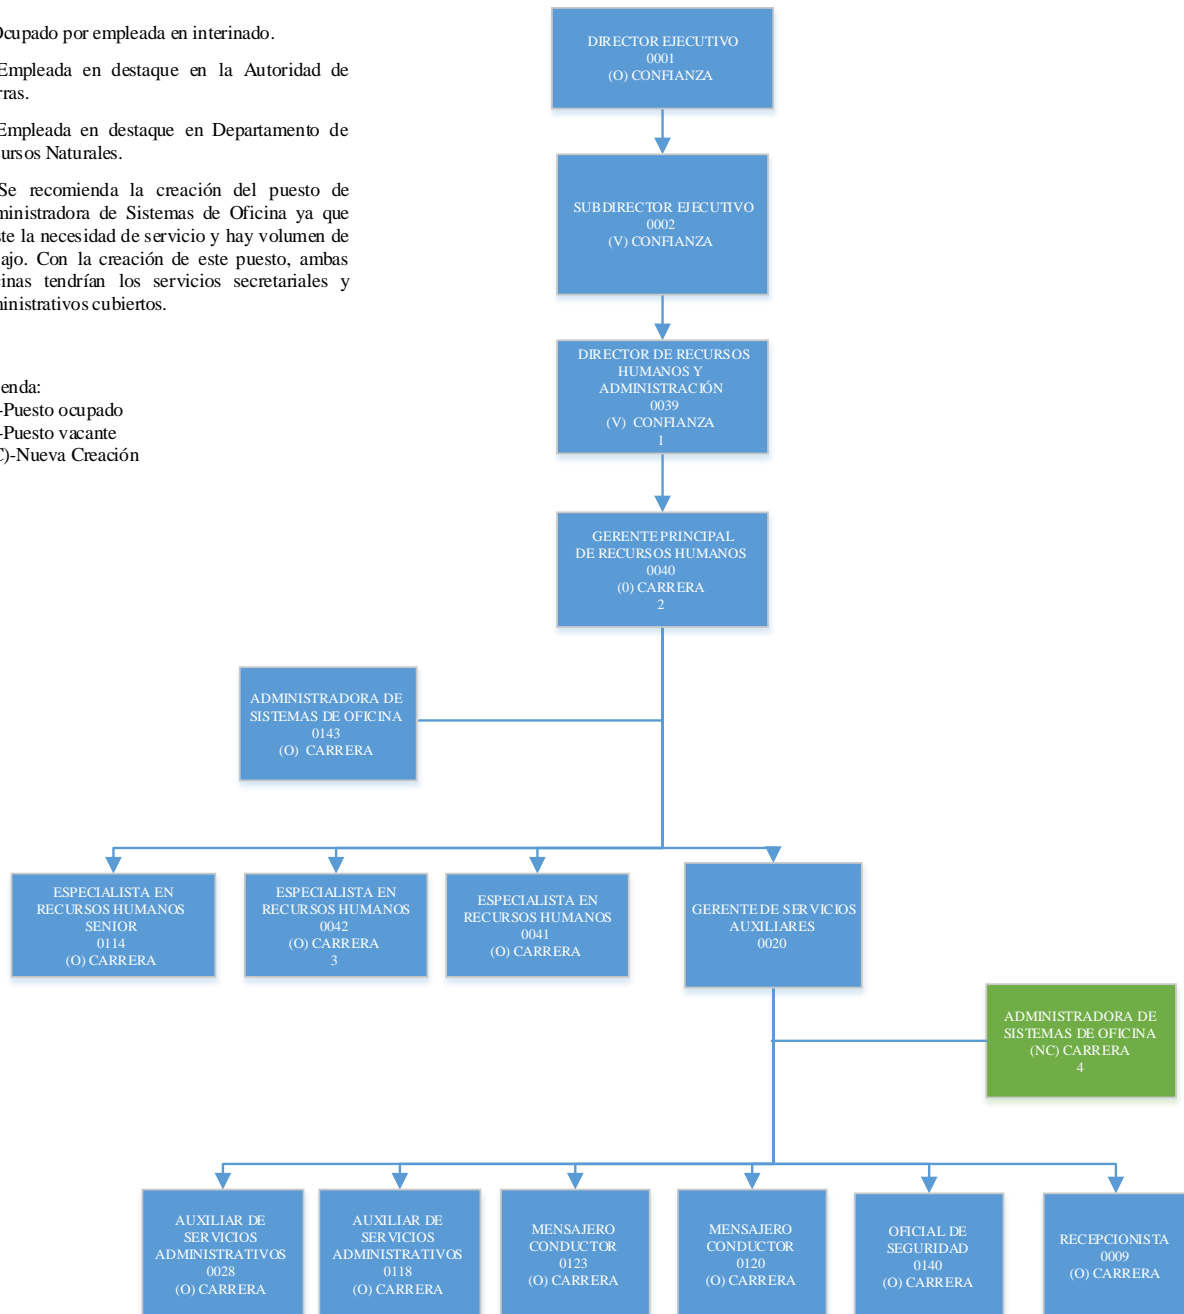 Ocupado por empleada en interinado.
Empleada en destaque en la Autoridad de
rras.
Empleada en destaque en Departamento de
ursos Naturales.
Se recomienda la creación del puesto de
ministradora de Sistemas de Oficina ya que
ste la necesidad de servicio y hay volumen de
ajo. Con la creación de este puesto, ambas
cinas tendrían los servicios secretariales y
ministrativos cubiertos.
enda:
-Puesto ocupado
-Puesto vacante
C)-Nueva Creación
DIRECTOR EJECUTIVO
0001
(O) CONFIANZA
SUBDIRECTOR EJECUTIVO
0002
(V) CONFIANZA
DIRECTOR DE RECURSOS
HUMANOS Y
ADMINISTRACIÓN
0039
(V) CONFIANZA
1
GERENTE PRINCIPAL
DE RECURSOS HUMANOS
0040
(0) CARRERA
2
ADMINISTRADORA DE
SISTEMAS DE OFICINA
0143
(O) CARRERA
ESPECIALISTA EN
RECURSOS HUMANOS
SENIOR
0114
(O) CARRERA
ESPECIALISTA EN
RECURSOS HUMANOS
0042
(O) CARRERA
3
ESPECIALISTA EN
RECURSOS HUMANOS
0041
(O) CARRERA
GERENTE DE SERVICIOS
AUXILIARES
0020
ADMINISTRADORA DE
SISTEMAS DE OFICINA
(NC) CARRERA
4
AUXILIAR DE
SERVICIOS
ADMINISTRATIVOS
0028
(O) CARRERA
AUXILIAR DE
SERVICIOS
ADMINISTRATIVOS
0118
(O) CARRERA
MENSAJERO
CONDUCTOR
0123
(O) CARRERA
MENSAJERO
CONDUCTOR
0120
(O) CARRERA
OFICIAL DE
SEGURIDAD
0140
(O) CARRERA
RECEPCIONISTA
0009
(O) CARRERA